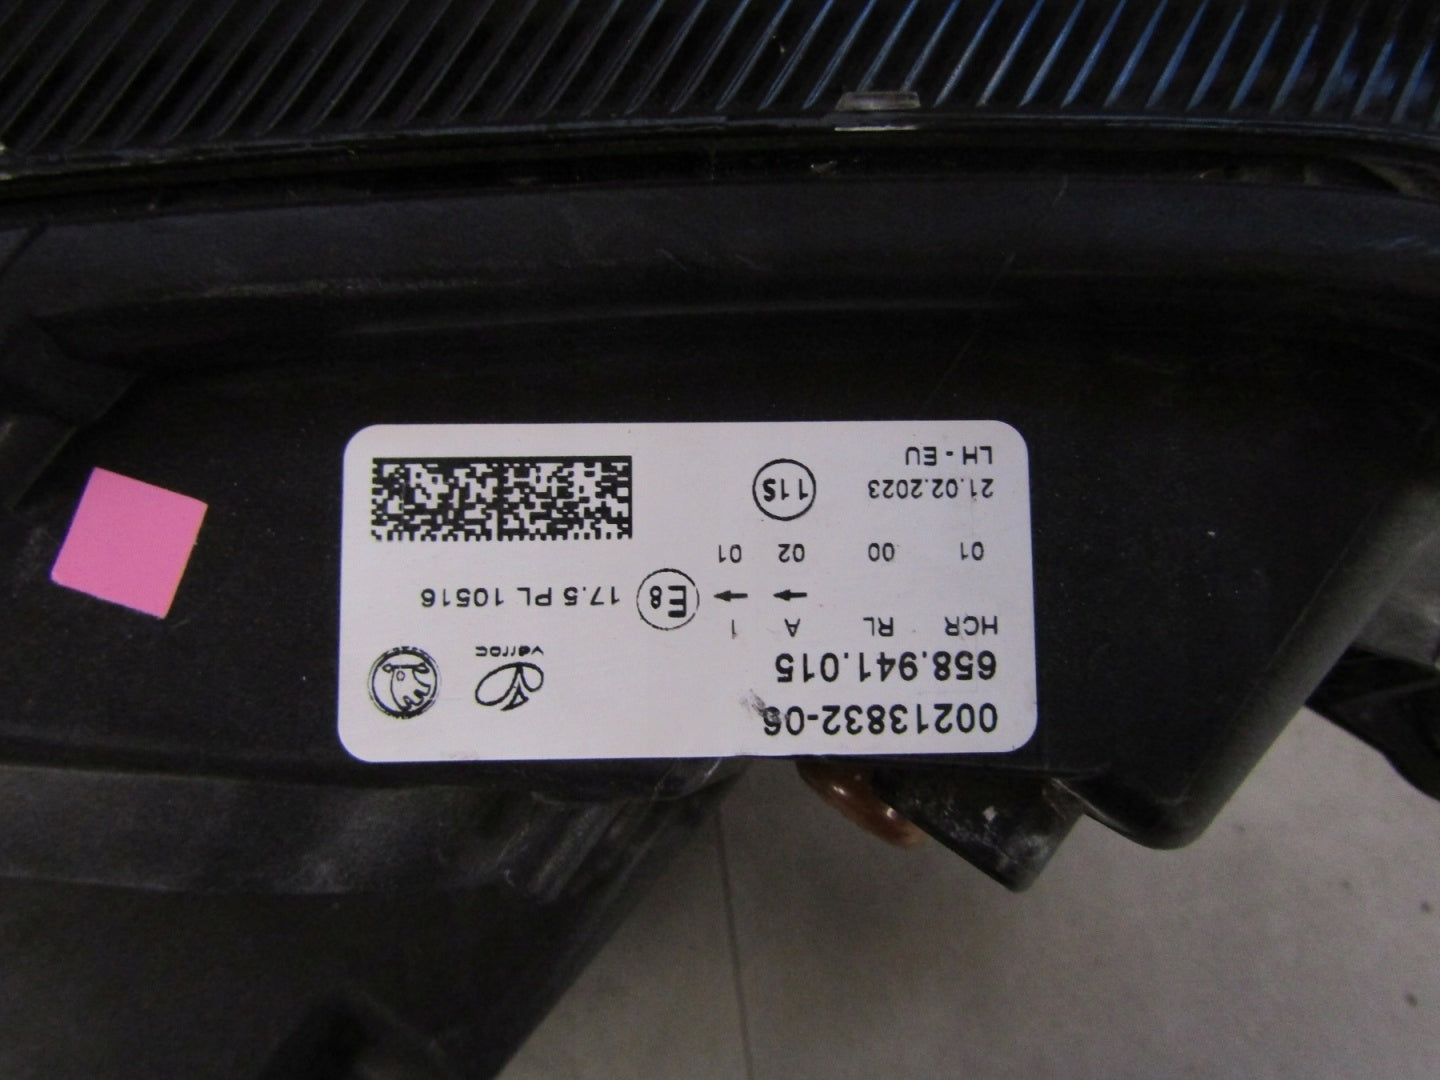 00213832-06
658.941.015
varroc
HCR RL A 1
← ←
E8 17.5 PL 10516
01 00 02 01
21.02.2023 11S
LH - EU